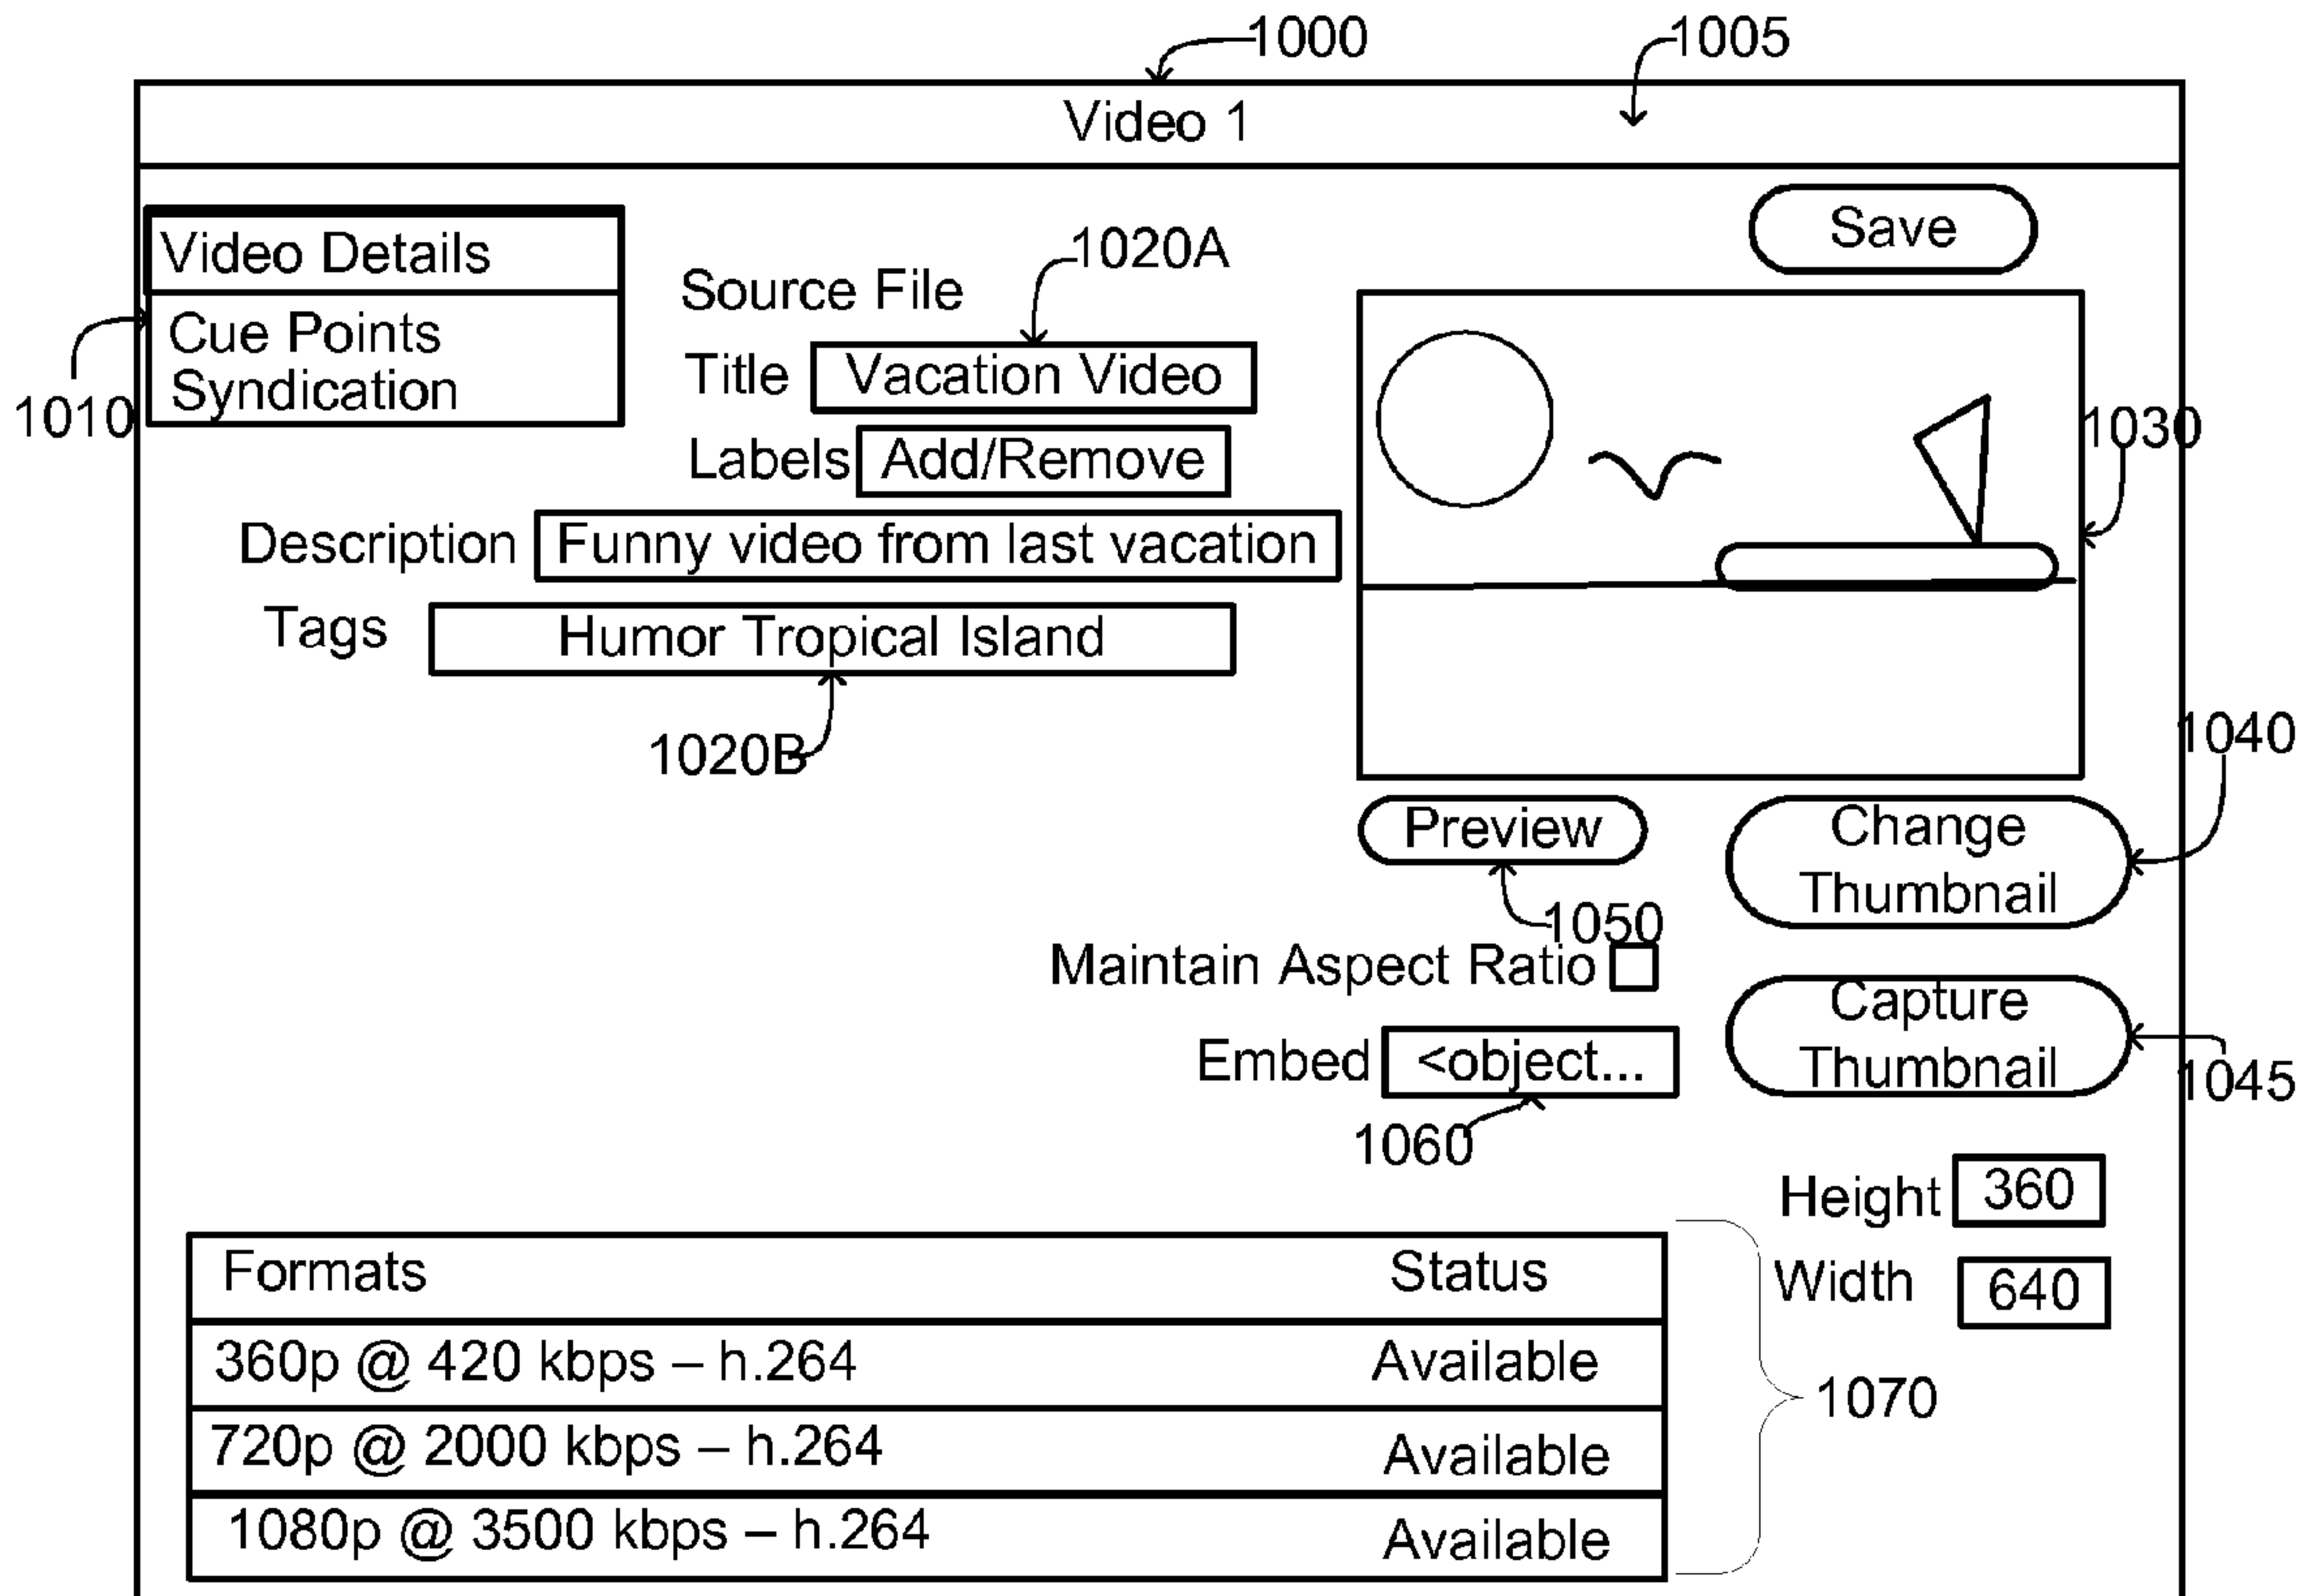 1000
1005
Video 1
Save
Video Details
Cue Points
Syndication
1010
1020A
Source File
Title Vacation Video
Labels Add/Remove
Description Funny video from last vacation
Tags Humor Tropical Island
1020B
1030
1040
Preview
Change
Thumbnail
1050
Maintain Aspect Ratio
Capture
Thumbnail
1045
Embed <object...
1060
Height 360
Width 640
Formats Status
360p @ 420 kbps – h.264 Available
720p @ 2000 kbps – h.264 Available
1080p @ 3500 kbps – h.264 Available
1070